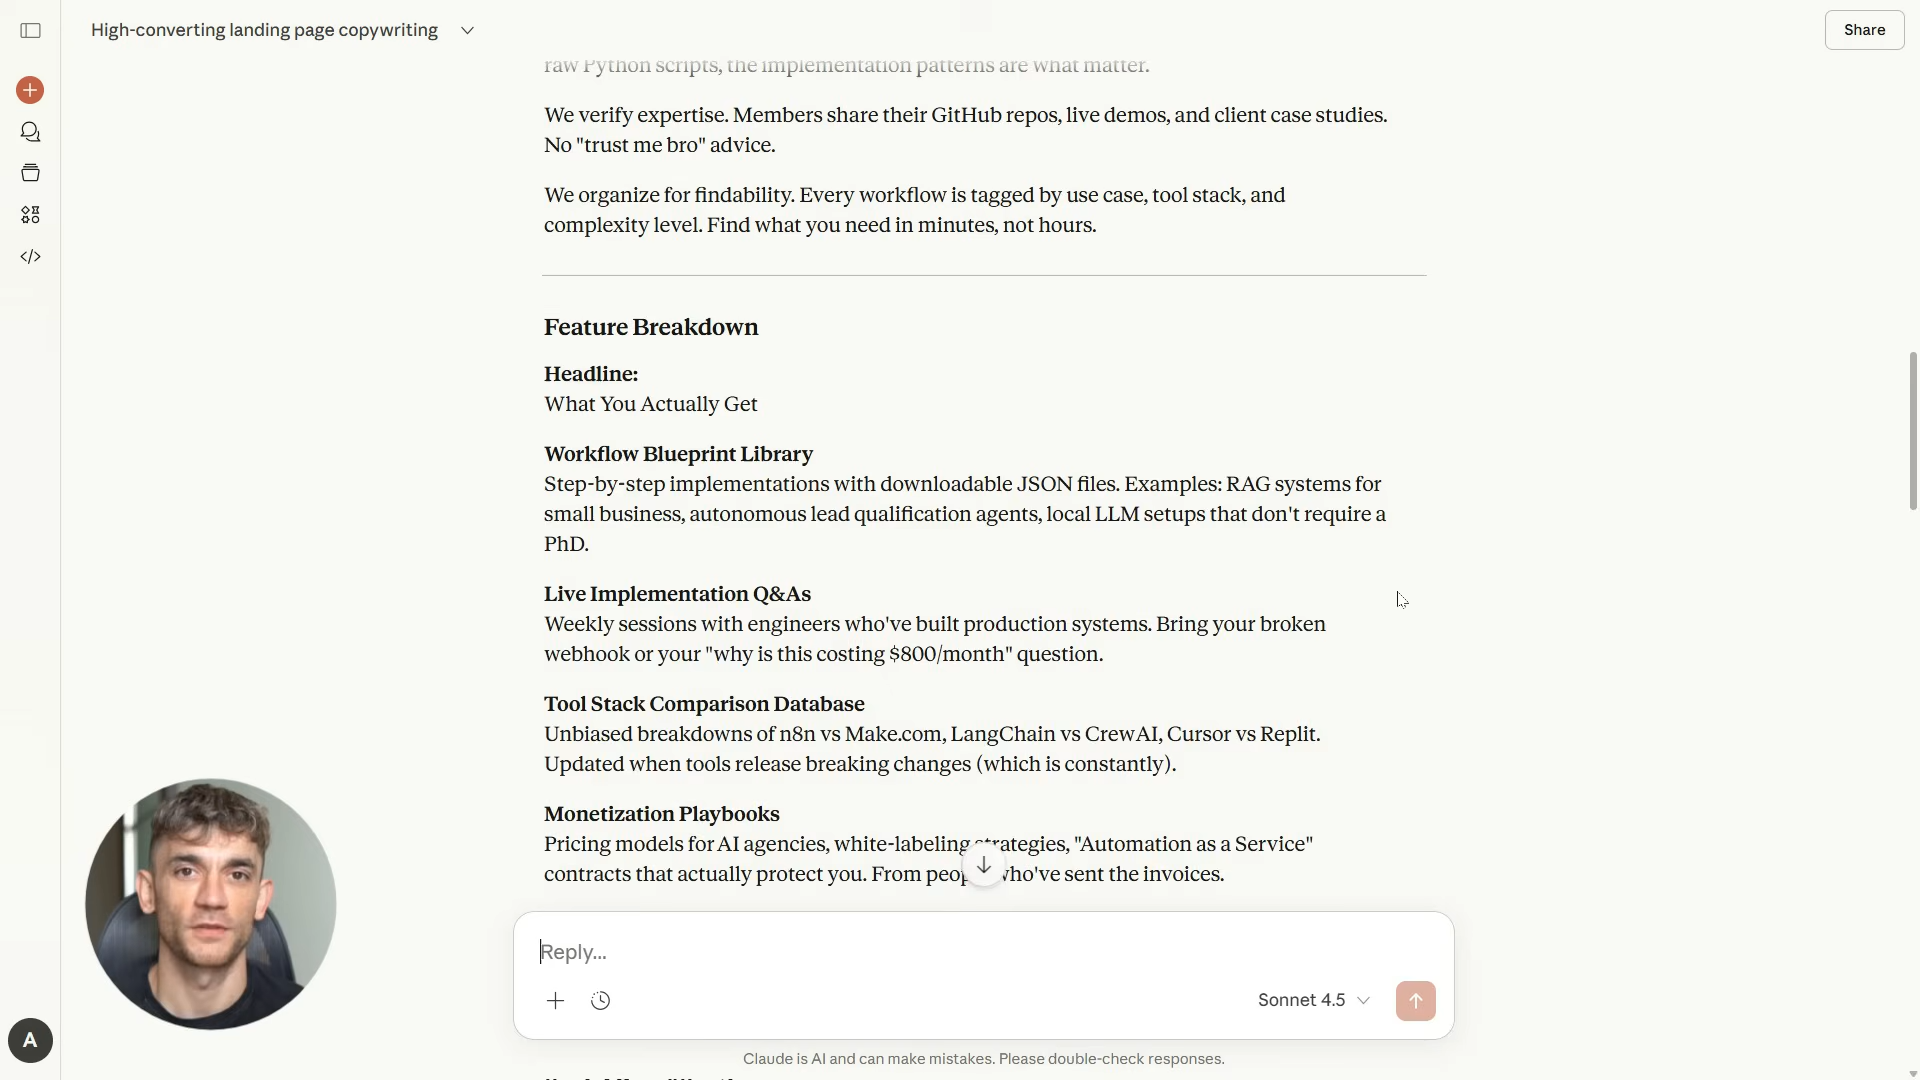 High-converting landing page copywriting
Share
raw Python scripts, the implementation patterns are what matter.
We verify expertise. Members share their GitHub repos, live demos, and client case studies.
No "trust me bro" advice.
We organize for findability. Every workflow is tagged by use case, tool stack, and
complexity level. Find what you need in minutes, not hours.
Feature Breakdown
Headline:
What You Actually Get
Workflow Blueprint Library
Step-by-step implementations with downloadable JSON files. Examples: RAG systems for
small business, autonomous lead qualification agents, local LLM setups that don't require a
PhD.
Live Implementation Q&As
Weekly sessions with engineers who've built production systems. Bring your broken
webhook or your "why is this costing $800/month" question.
Tool Stack Comparison Database
Unbiased breakdowns of n8n vs Make.com, LangChain vs CrewAI, Cursor vs Replit.
Updated when tools release breaking changes (which is constantly).
Monetization Playbooks
Pricing models for AI agencies, white-labeling strategies, "Automation as a Service"
contracts that actually protect you. From people who've sent the invoices.
Reply...
Sonnet 4.5
A
Claude is AI and can make mistakes. Please double-check responses.